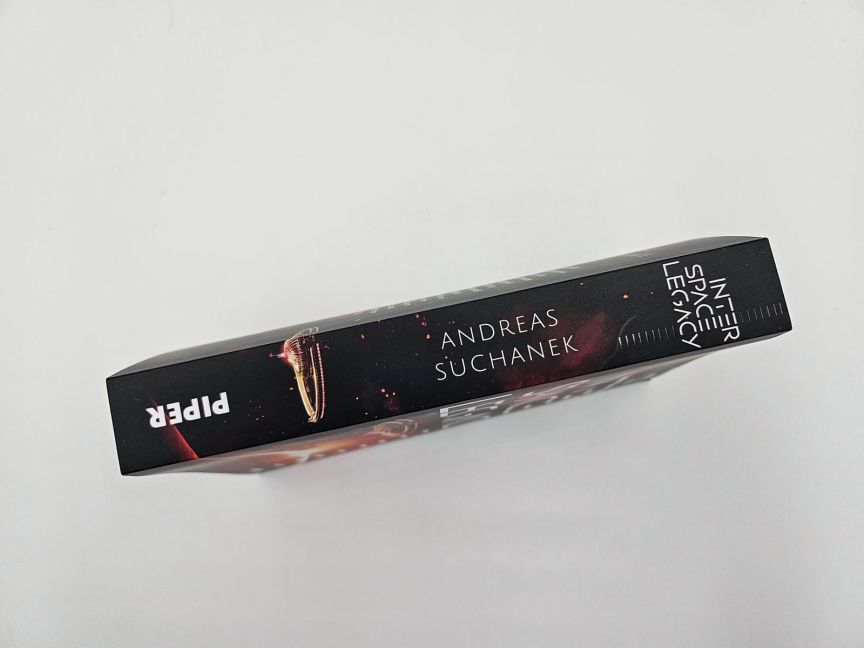 INTER
SPACE
LEGACY
ANDREAS
SUCHANEK
PIPER